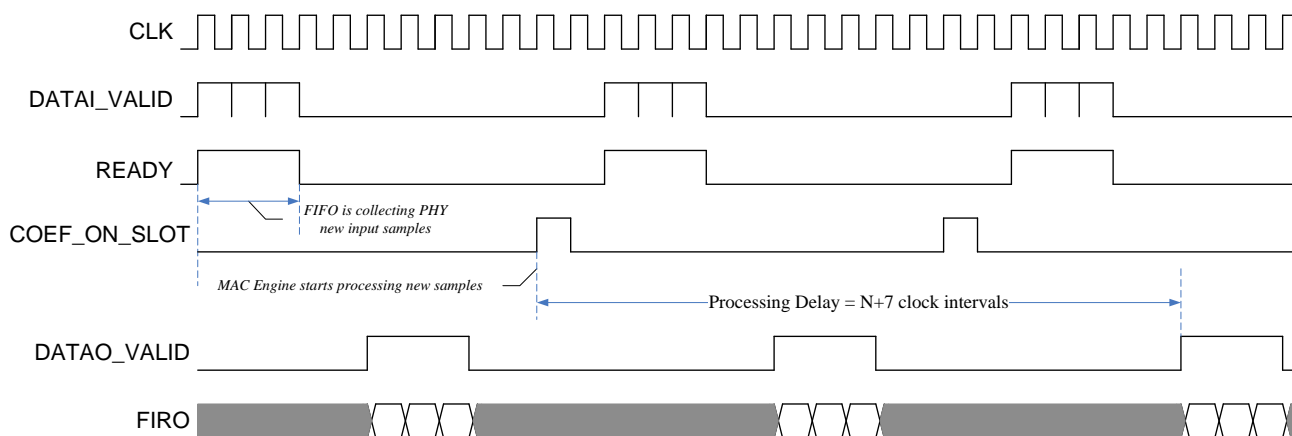 CLK
DATAI_VALID
READY
FIFO is collecting PHY
new input samples
COEF_ON_SLOT
MAC Engine starts processing new samples
Processing Delay = N+7 clock intervals
DATAO_VALID
FIRO